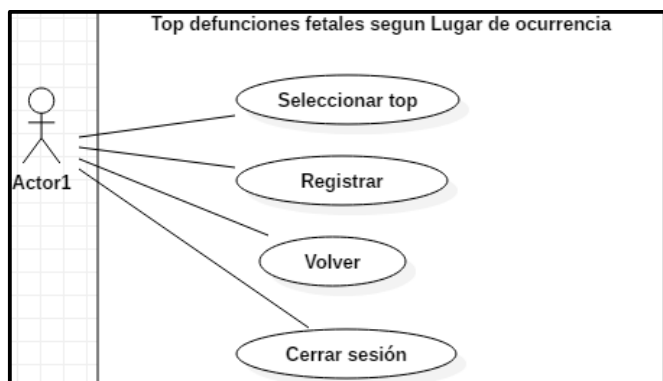 Top defunciones fetales segun Lugar de ocurrencia
Seleccionar top
Actor1
Registrar
Volver
Cerrar sesión